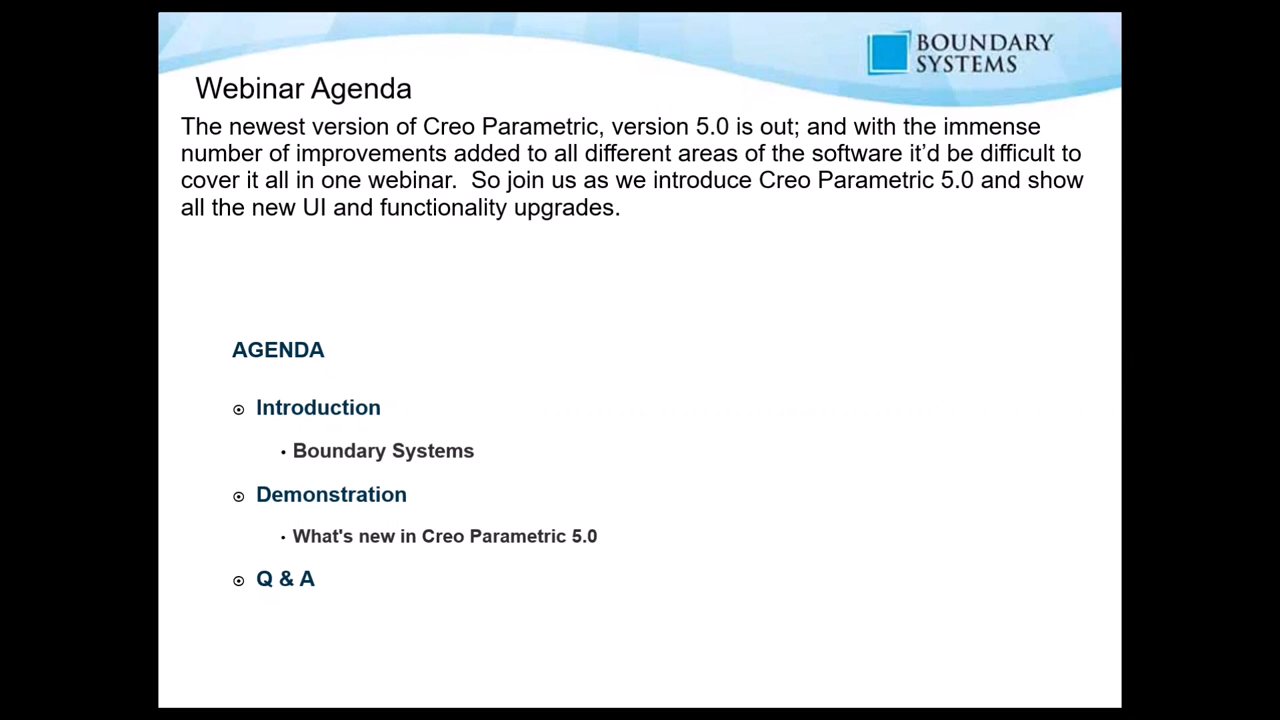 BOUNDARY
SYSTEMS
Webinar Agenda
The newest version of Creo Parametric, version 5.0 is out; and with the immense
number of improvements added to all different areas of the software it’d be difficult to
cover it all in one webinar.  So join us as we introduce Creo Parametric 5.0 and show
all the new UI and functionality upgrades.
AGENDA
Introduction
• Boundary Systems
Demonstration
• What's new in Creo Parametric 5.0
Q & A